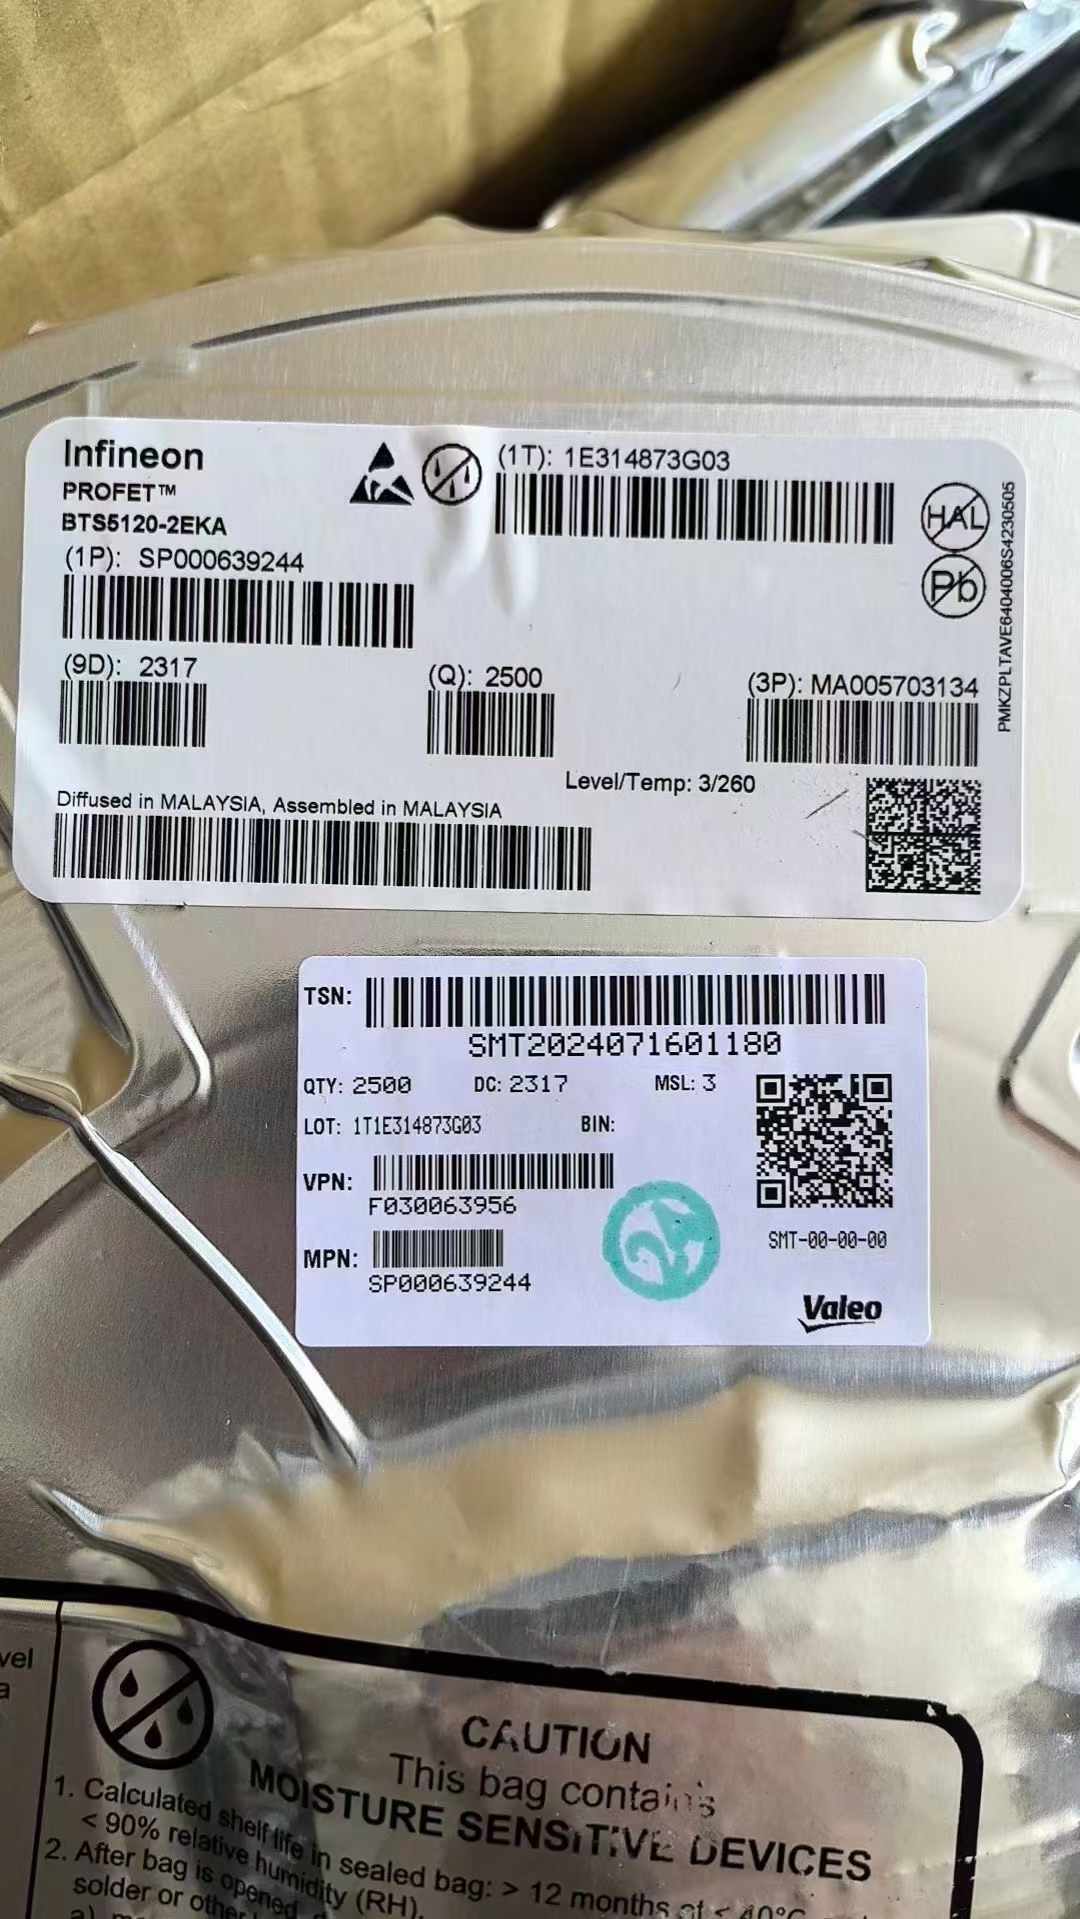 Infineon
PROFET™
BTS5120-2EKA
(1P): SP000639244
(1T): 1E314873G03
HAL
Pb
PMKZPLTAVE6404006S4230505
(9D): 2317
(Q): 2500
(3P): MA005703134
Level/Temp: 3/260
Diffused in MALAYSIA, Assembled in MALAYSIA
TSN:
SMT2024071601180
QTY: 2500 DC: 2317 MSL: 3
LOT: 1T1E314873G03 BIN:
VPN:
F030063956
MPN:
SP000639244
SMT-00-00-00
Valeo
vel
a
CAUTION
This bag contains
MOISTURE SENSITIVE DEVICES
1. Calculated shelf life in sealed bag: > 12 months at < 40°C
< 90% relative humidity (RH).
2. After bag is opened,
solder or other
a)